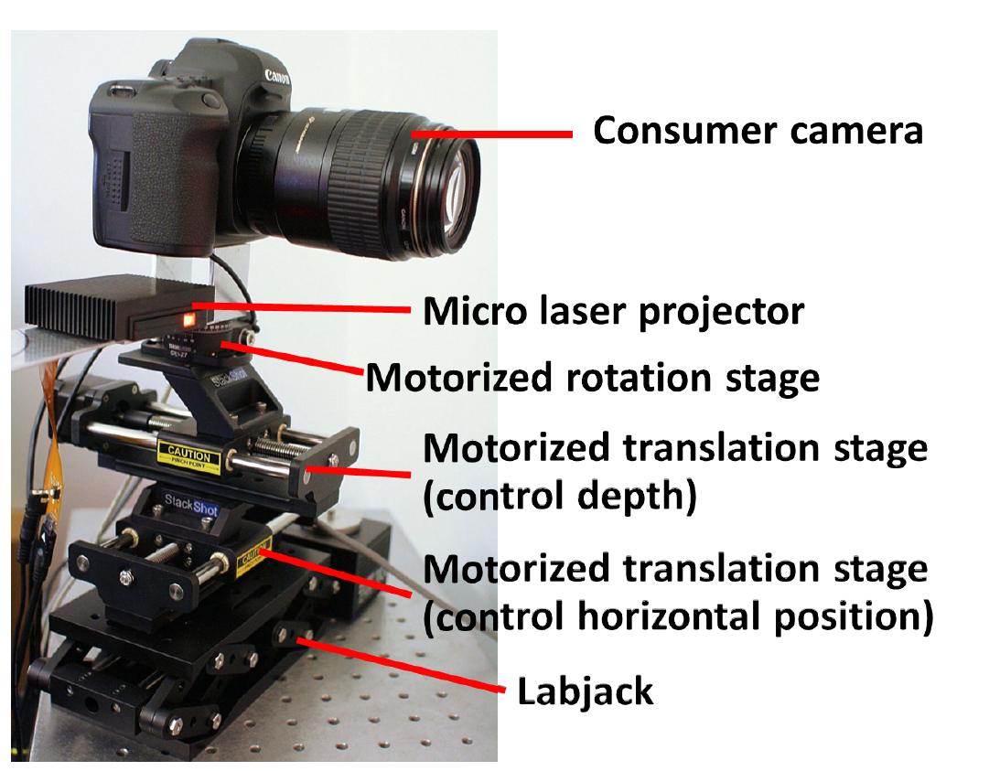 Canon
Consumer camera
Micro laser projector
Motorized rotation stage
StackShot
Motorized translation stage
(control depth)
CAUTION
PINCH POINT
StackShot
Motorized translation stage
(control horizontal position)
CAUTION
Labjack